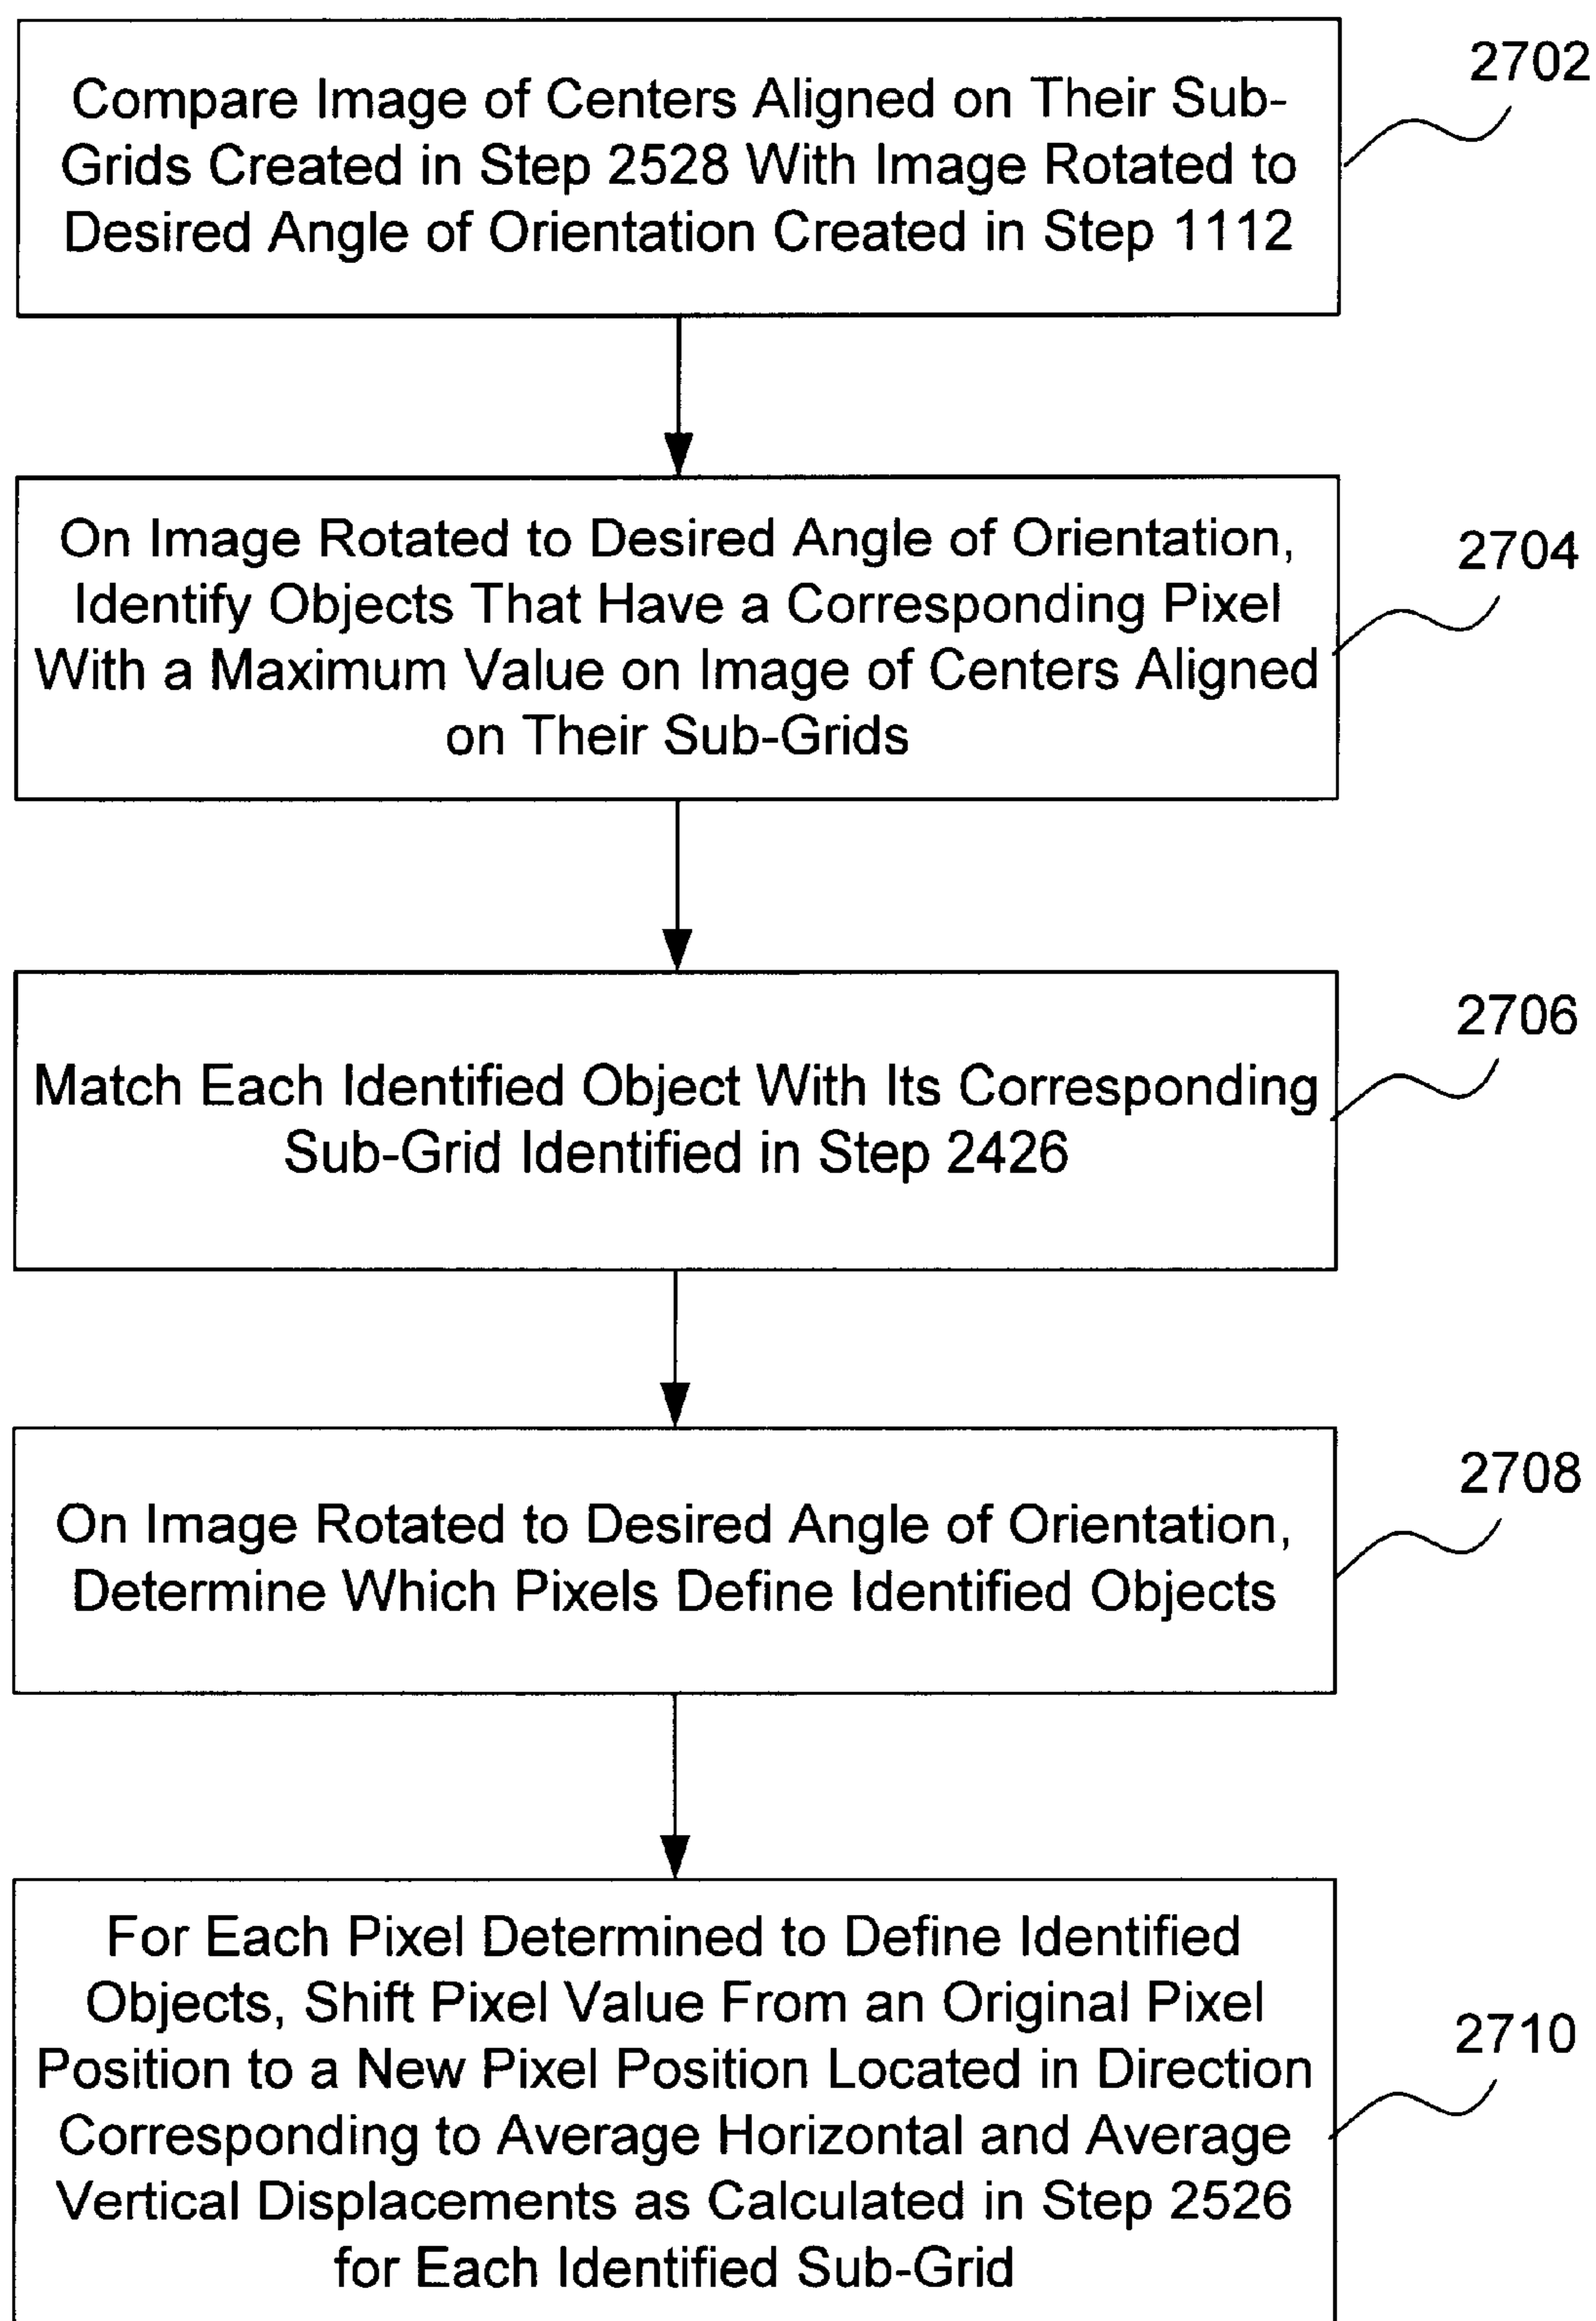 2702
Compare Image of Centers Aligned on Their Sub-
Grids Created in Step 2528 With Image Rotated to
Desired Angle of Orientation Created in Step 1112
2704
On Image Rotated to Desired Angle of Orientation,
Identify Objects That Have a Corresponding Pixel
With a Maximum Value on Image of Centers Aligned
on Their Sub-Grids
2706
Match Each Identified Object With Its Corresponding
Sub-Grid Identified in Step 2426
2708
On Image Rotated to Desired Angle of Orientation,
Determine Which Pixels Define Identified Objects
2710
For Each Pixel Determined to Define Identified
Objects, Shift Pixel Value From an Original Pixel
Position to a New Pixel Position Located in Direction
Corresponding to Average Horizontal and Average
Vertical Displacements as Calculated in Step 2526
for Each Identified Sub-Grid